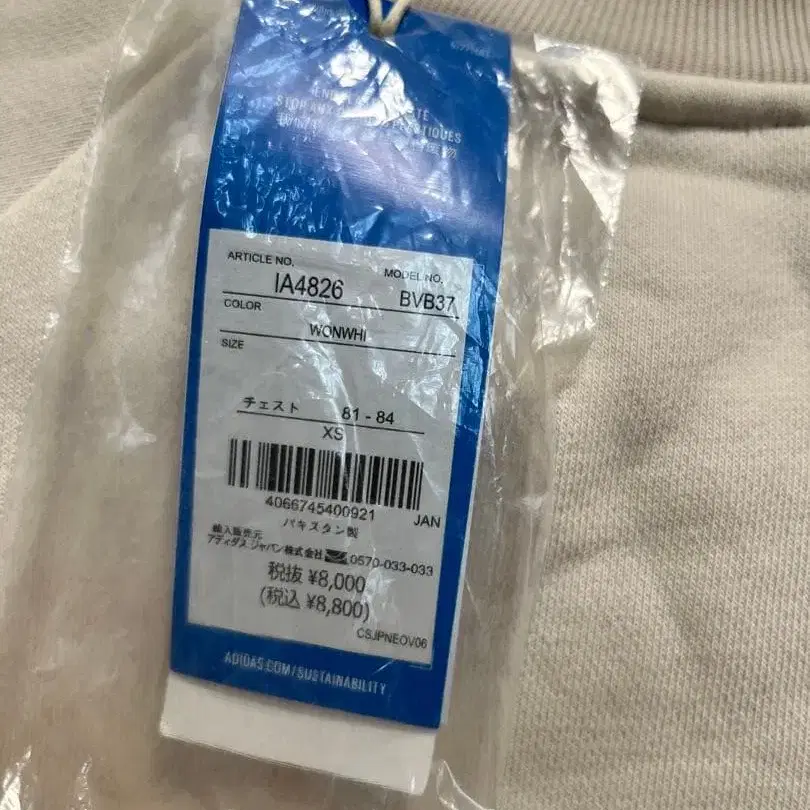 STOP
ARTICLE NO. MODEL NO.
IA4826 BVB37
COLOR
WONWHI
SIZE
チェスト 81 - 84
XS
4066745400921 JAN
パキスタン製
輸入販売元
アディダス ジャパン株式会社 0570-033-033
税抜 ¥8,000
(税込 ¥8,800)
CSJPNEOV06
ADIDAS.COM/SUSTAINABILITY